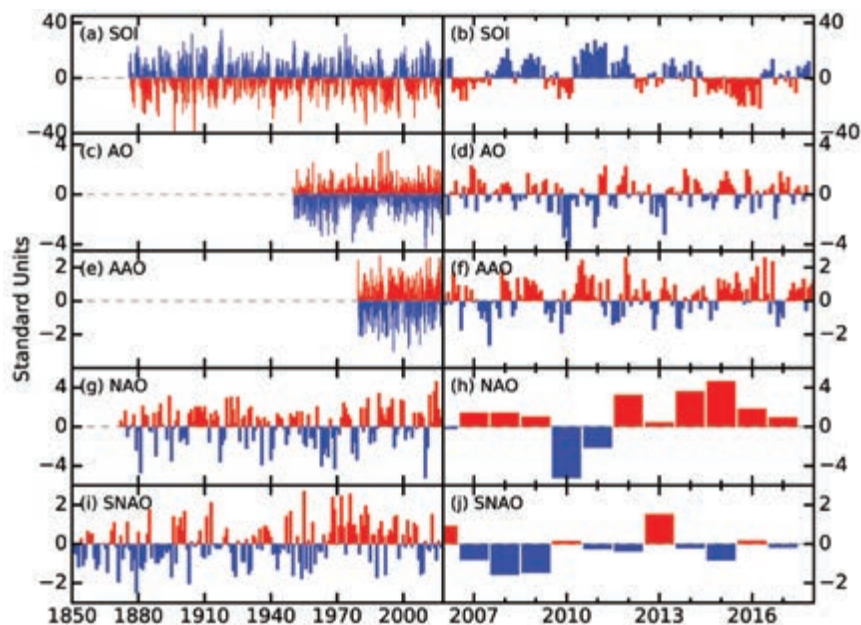 40 (a) SOI (b) SOI 40
0 0
−40 −40
4 (c) AO (d) AO 4
0 0
−4 −4
2 (e) AAO (f) AAO 2
0 0
−2 −2
4 (g) NAO (h) NAO 4
0 0
−4 −4
2 (i) SNAO (j) SNAO 2
0 0
−2 −2
1850 1880 1910 1940 1970 2000 2007 2010 2013 2016
Standard Units